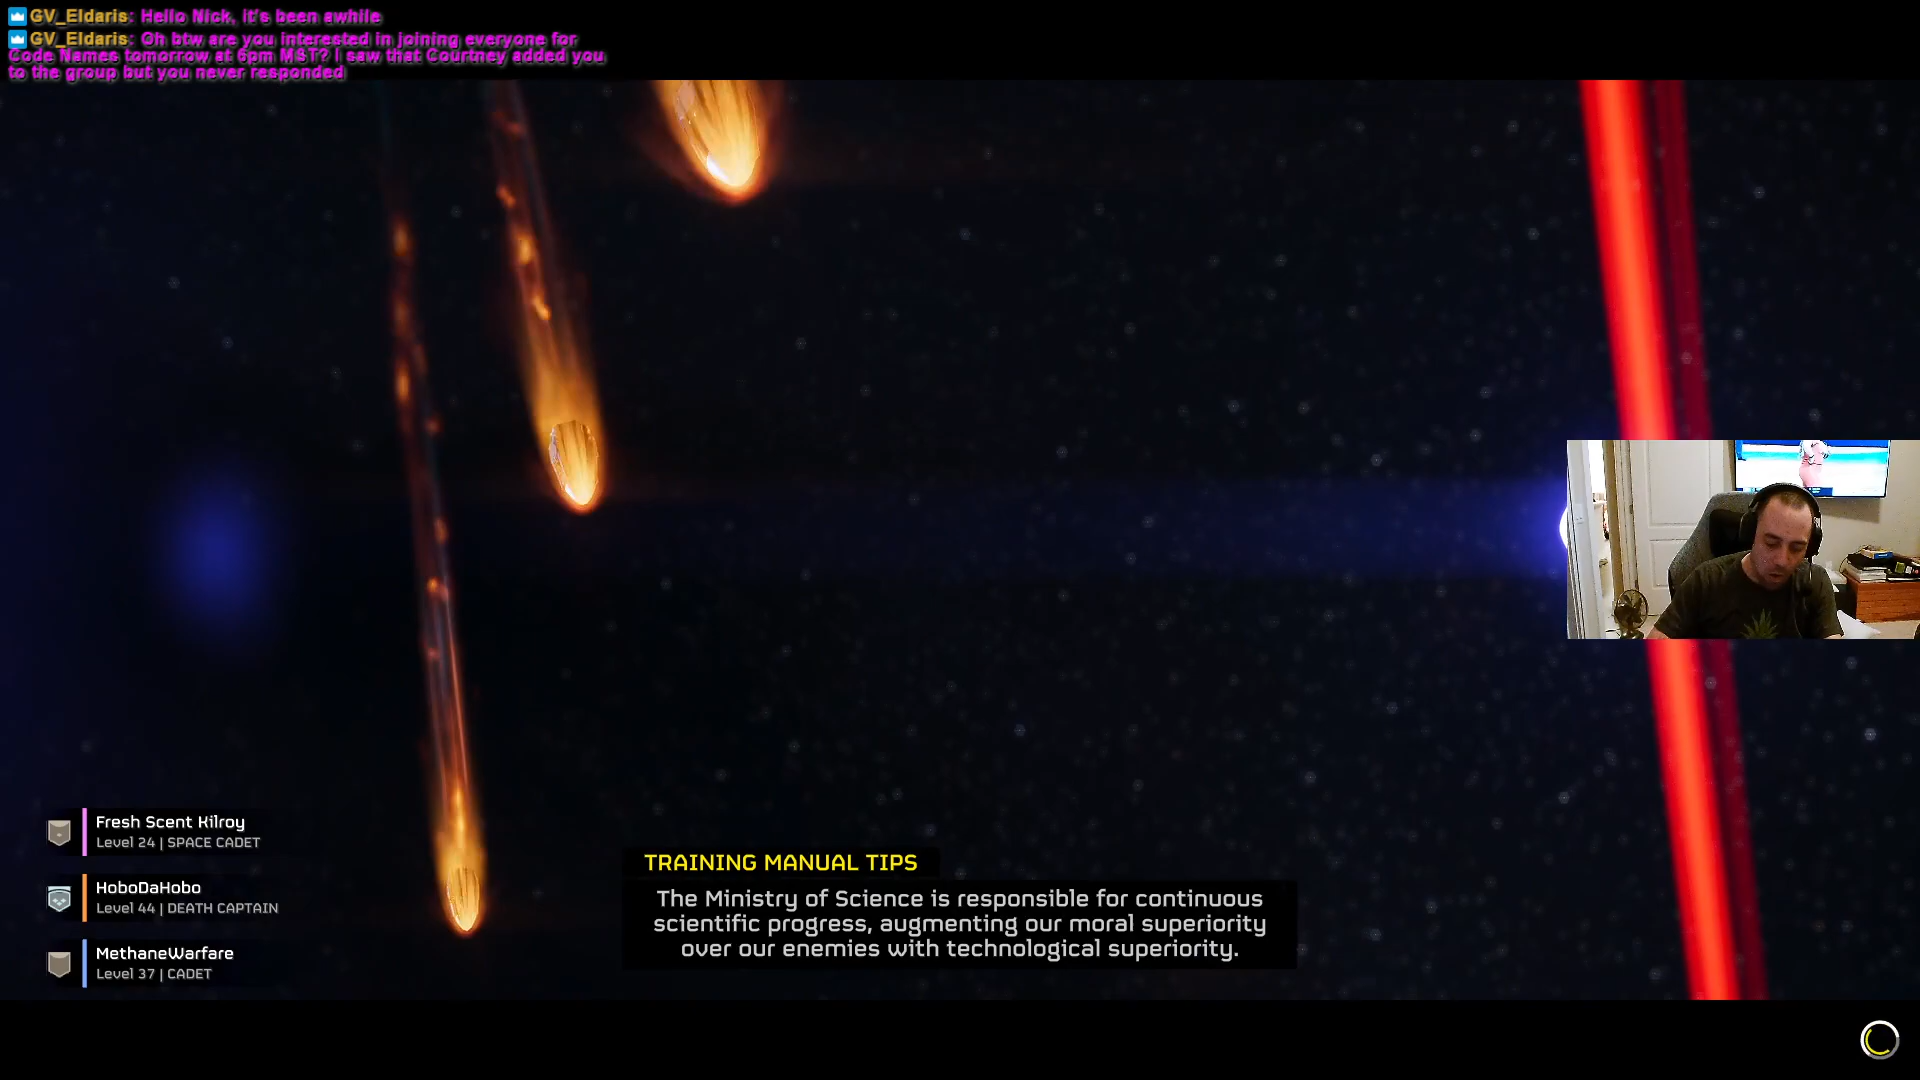 GV_Eldaris: Hello Nick, it's been awhile
GV_Eldaris: Oh btw are you interested in joining everyone for
Code Names tomorrow at 6pm MST? I saw that Courtney added you
to the group but you never responded
Fresh Scent Kilroy
Level 24 | SPACE CADET
HoboDaHobo
Level 44 | DEATH CAPTAIN
MethaneWarfare
Level 37 | CADET
TRAINING MANUAL TIPS
The Ministry of Science is responsible for continuous
scientific progress, augmenting our moral superiority
over our enemies with technological superiority.